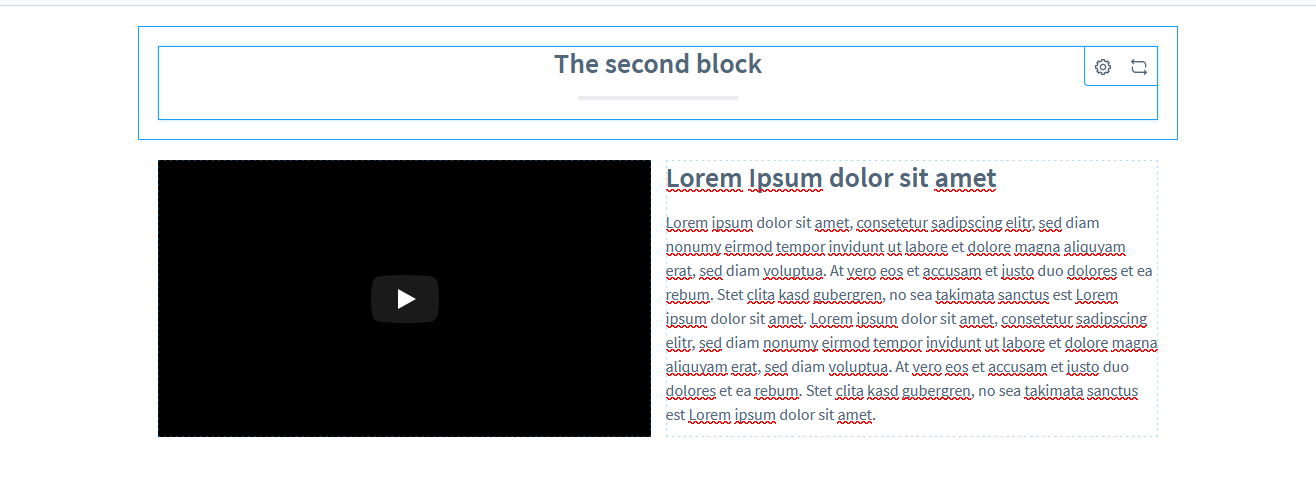 The second block
Lorem Ipsum dolor sit amet
Lorem ipsum dolor sit amet, consetetur sadipscing elitr, sed diam
nonumy eirmod tempor invidunt ut labore et dolore magna aliquyam
erat, sed diam voluptua. At vero eos et accusam et justo duo dolores et ea
rebum. Stet clita kasd gubergren, no sea takimata sanctus est Lorem
ipsum dolor sit amet. Lorem ipsum dolor sit amet, consetetur sadipscing
elitr, sed diam nonumy eirmod tempor invidunt ut labore et dolore magna
aliquyam erat, sed diam voluptua. At vero eos et accusam et justo duo
dolores et ea rebum. Stet clita kasd gubergren, no sea takimata sanctus
est Lorem ipsum dolor sit amet.